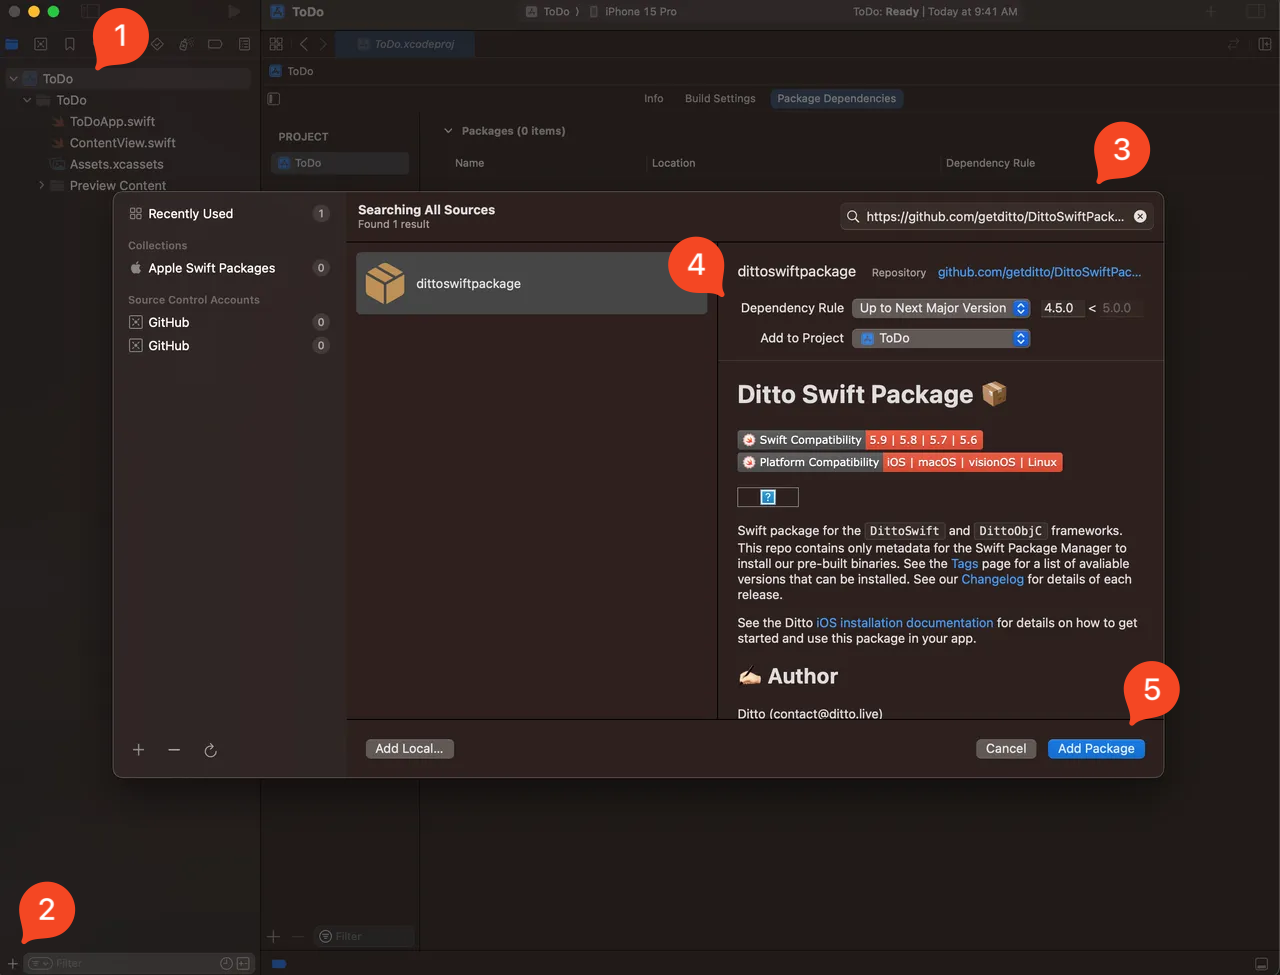 ToDo
ToDo 〉 iPhone 15 Pro
ToDo: Ready | Today at 9:41 AM
1
ToDo.xcodeproj
ToDo
ToDo
ToDo
ToDoApp.swift
ContentView.swift
Assets.xcassets
Preview Content
Info
Build Settings
Package Dependencies
PROJECT
ToDo
Packages (0 items)
Name
Location
Dependency Rule
3
Recently Used 1
Collections
Apple Swift Packages 0
Source Control Accounts
GitHub 0
GitHub 0
Searching All Sources
Found 1 result
https://github.com/getditto/DittoSwiftPack...
dittoswiftpackage
4
dittoswiftpackage
Repository github.com/getditto/DittoSwiftPac...
Dependency Rule Up to Next Major Version 4.5.0 < 5.0.0
Add to Project ToDo
Ditto Swift Package 📦
Swift Compatibility 5.9 | 5.8 | 5.7 | 5.6
Platform Compatibility iOS | macOS | visionOS | Linux
?
Swift package for the DittoSwift and DittoObjC frameworks.
This repo contains only metadata for the Swift Package Manager to
install our pre-built binaries. See the Tags page for a list of avaliable
versions that can be installed. See our Changelog for details of each
release.
See the Ditto iOS installation documentation for details on how to get
started and use this package in your app.
✍🏻 Author
Ditto (contact@ditto.live)
5
Add Local...
Cancel
Add Package
2
Filter
Filter